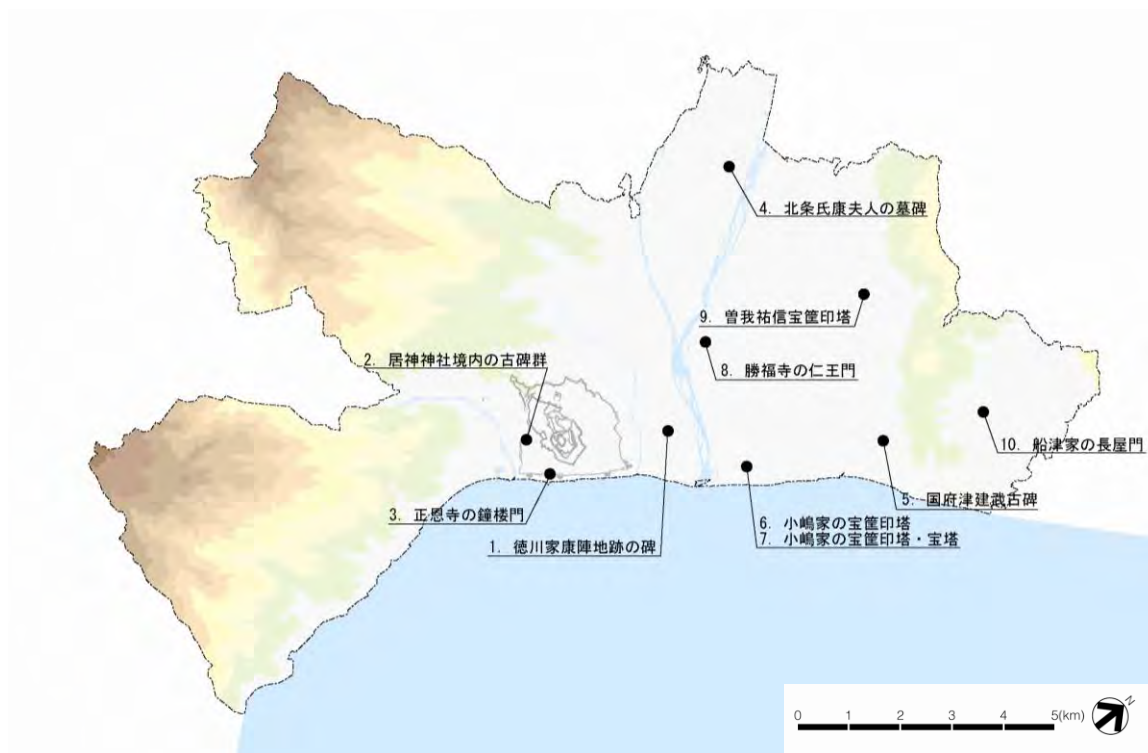 4. 北条氏康夫人の墓碑
9. 曽我祐信宝筐印塔
2. 居神神社境内の古碑群
8. 勝福寺の仁王門
10. 船津家の長屋門
5. 国府津建武古碑
3. 正恩寺の鐘楼門
6. 小嶋家の宝筐印塔
1. 徳川家康陣地跡の碑
7. 小嶋家の宝筐印塔・宝塔
0 1 2 3 4 5(km)
N